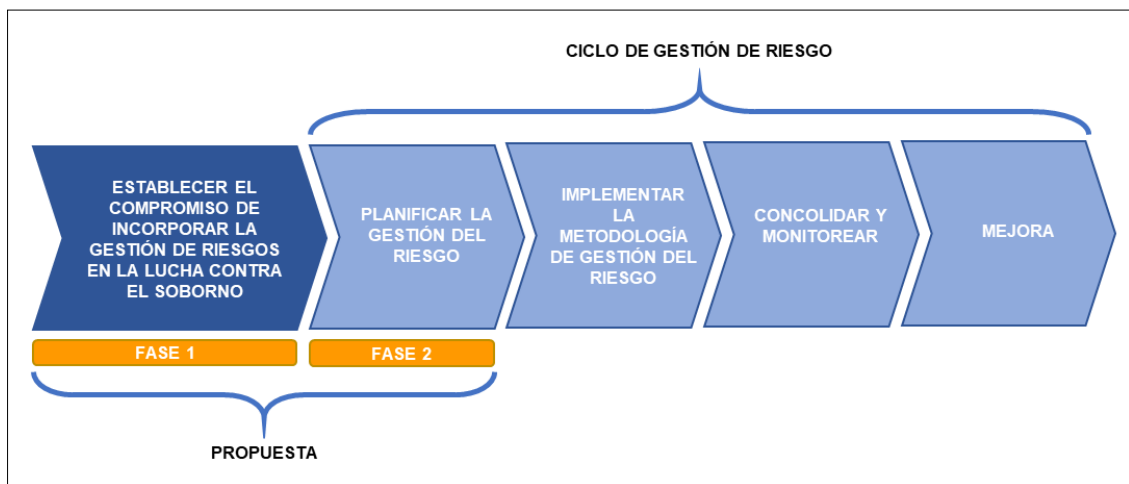 CICLO DE GESTIÓN DE RIESGO
ESTABLECER EL
COMPROMISO DE
INCORPORAR LA
GESTIÓN DE RIESGOS
EN LA LUCHA CONTRA
EL SOBORNO
PLANIFICAR LA
GESTIÓN DEL
RIESGO
IMPLEMENTAR
LA
METODOLOGÍA
DE GESTIÓN DEL
RIESGO
CONCOLIDAR Y
MONITOREAR
MEJORA
FASE 1
FASE 2
PROPUESTA